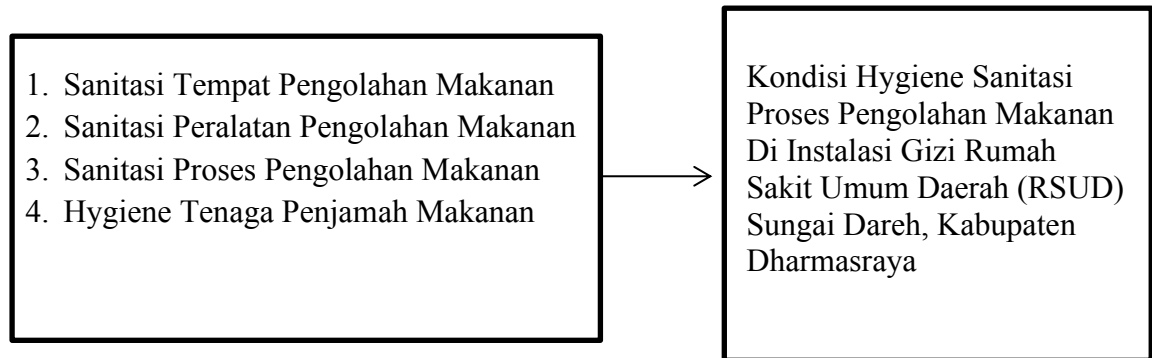 1. Sanitasi Tempat Pengolahan Makanan
2. Sanitasi Peralatan Pengolahan Makanan
3. Sanitasi Proses Pengolahan Makanan
4. Hygiene Tenaga Penjamah Makanan
Kondisi Hygiene Sanitasi
Proses Pengolahan Makanan
Di Instalasi Gizi Rumah
Sakit Umum Daerah (RSUD)
Sungai Dareh, Kabupaten
Dharmasraya